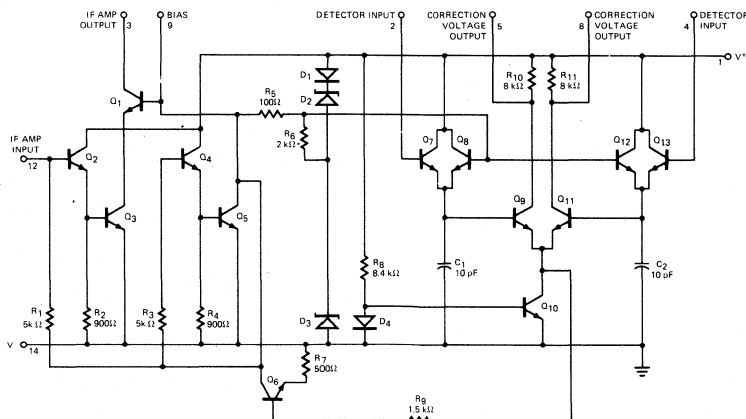 IF AMP
OUTPUT
3
BIAS
9
DETECTOR INPUT
2
CORRECTION
VOLTAGE
OUTPUT
5
8
CORRECTION
VOLTAGE
OUTPUT
4
DETECTOR
INPUT
1 V+
Q1
D1
D2
R5
100Ω
R6
2 kΩ
R10
8 kΩ
R11
8 kΩ
IF AMP
INPUT
12
Q2
Q4
Q7
Q8
Q12
Q13
Q3
Q5
Q9
Q11
R8
8.4 kΩ
C1
10 pF
C2
10 pF
R1
5k Ω
R2
900Ω
R3
5k Ω
R4
900Ω
D3
D4
Q10
V
14
R7
500Ω
Q6
R9
1.5 kΩ